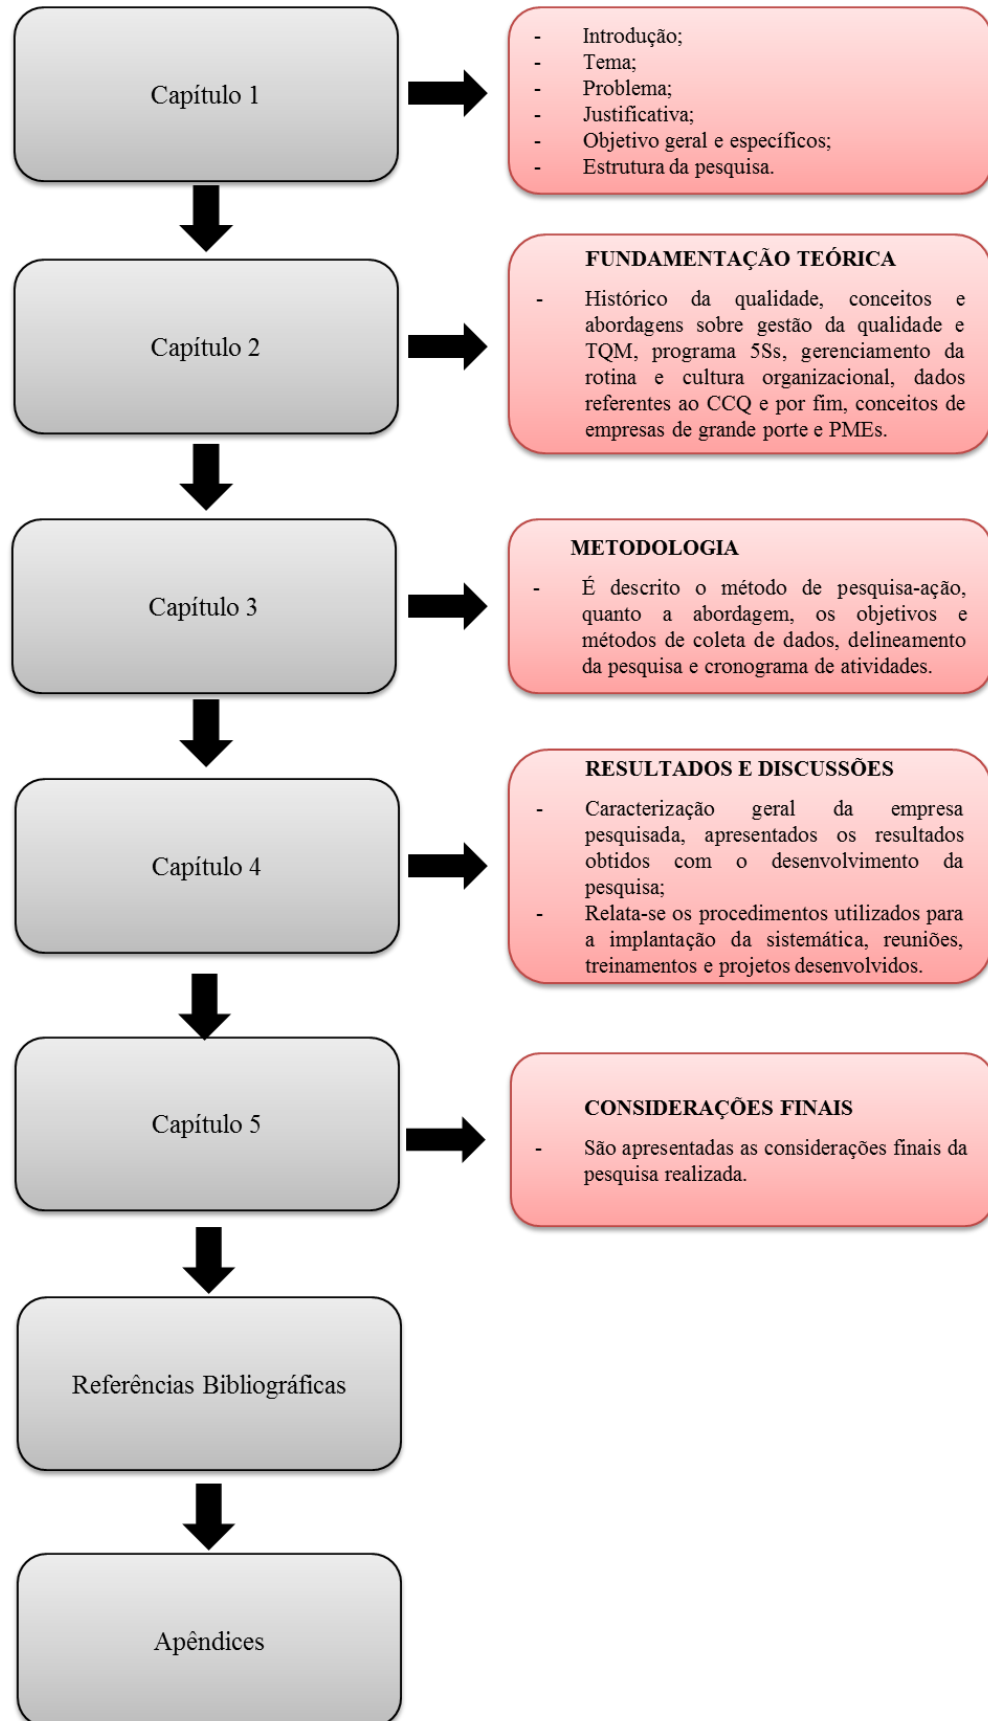 Capítulo 1
- Introdução;
- Tema;
- Problema;
- Justificativa;
- Objetivo geral e específicos;
- Estrutura da pesquisa.
Capítulo 2
FUNDAMENTAÇÃO TEÓRICA
- Histórico da qualidade, conceitos e
abordagens sobre gestão da qualidade e
TQM, programa 5Ss, gerenciamento da
rotina e cultura organizacional, dados
referentes ao CCQ e por fim, conceitos de
empresas de grande porte e PMEs.
Capítulo 3
METODOLOGIA
- É descrito o método de pesquisa-ação,
quanto a abordagem, os objetivos e
métodos de coleta de dados, delineamento
da pesquisa e cronograma de atividades.
Capítulo 4
RESULTADOS E DISCUSSÕES
- Caracterização geral da empresa
pesquisada, apresentados os resultados
obtidos com o desenvolvimento da
pesquisa;
- Relata-se os procedimentos utilizados para
a implantação da sistemática, reuniões,
treinamentos e projetos desenvolvidos.
Capítulo 5
CONSIDERAÇÕES FINAIS
- São apresentadas as considerações finais da
pesquisa realizada.
Referências Bibliográficas
Apêndices